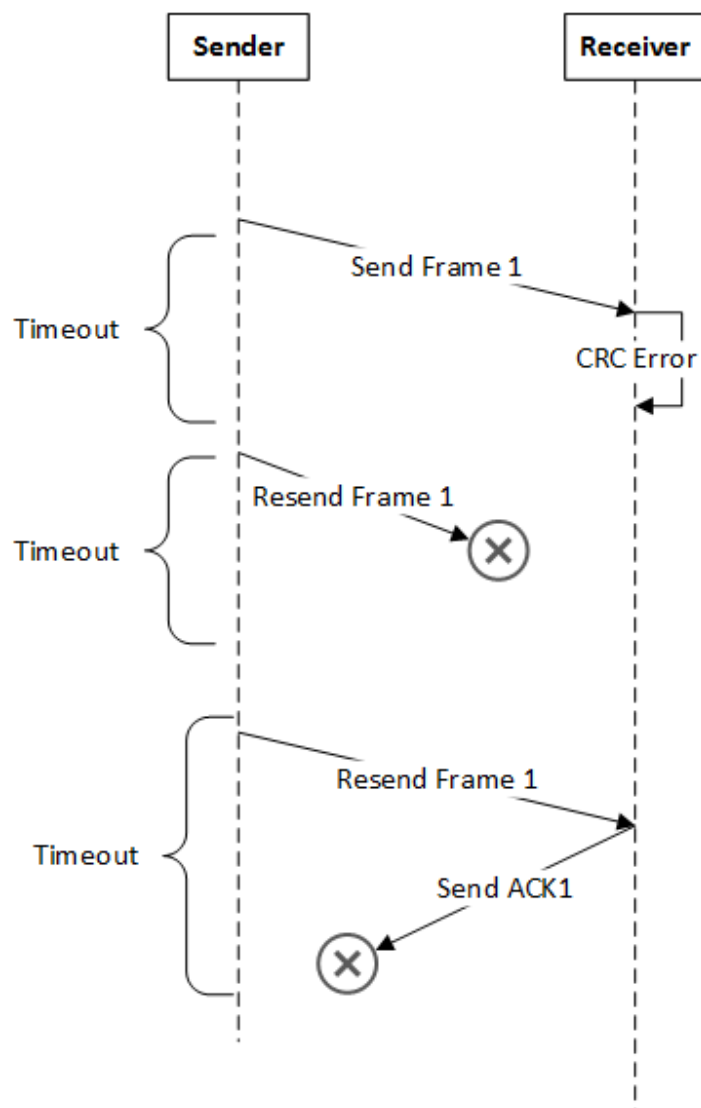 Sender
Receiver
Send Frame 1
Timeout
CRC Error
Resend Frame 1
Timeout
Resend Frame 1
Timeout
Send ACK1